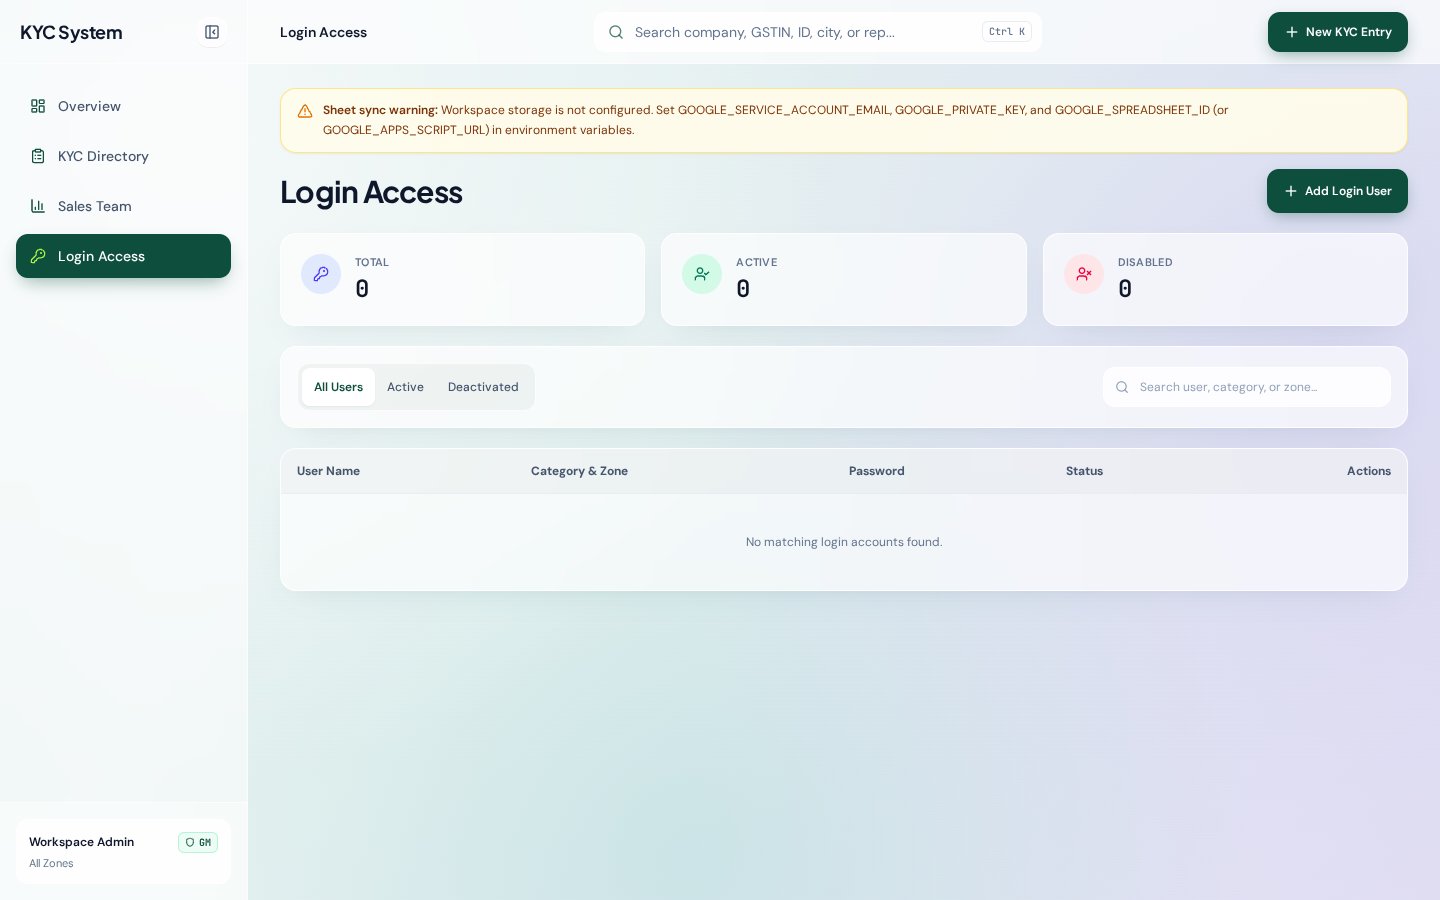 KYC System
Login Access
Search company, GSTIN, ID, city, or rep...
Ctrl K
New KYC Entry
Overview
KYC Directory
Sales Team
Login Access
Sheet sync warning: Workspace storage is not configured. Set GOOGLE_SERVICE_ACCOUNT_EMAIL, GOOGLE_PRIVATE_KEY, and GOOGLE_SPREADSHEET_ID (or
GOOGLE_APPS_SCRIPT_URL) in environment variables.
Login Access
Add Login User
TOTAL
0
ACTIVE
0
DISABLED
0
All Users
Active
Deactivated
Search user, category, or zone...
User Name
Category & Zone
Password
Status
Actions
No matching login accounts found.
Workspace Admin
GM
All Zones